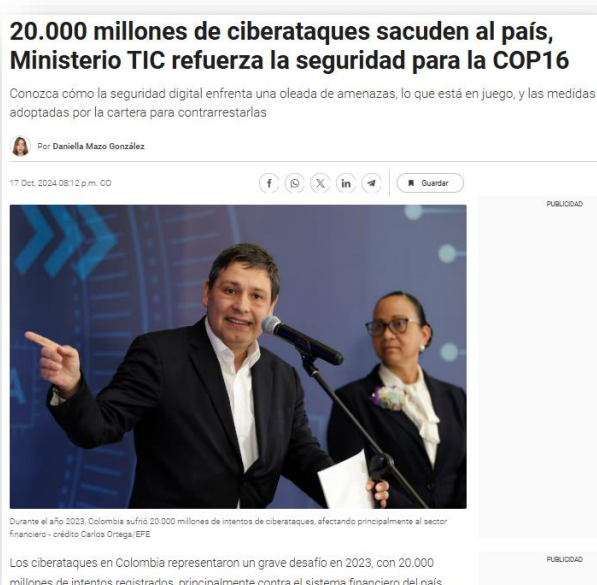 20.000 millones de ciberataques sacuden al país,
Ministerio TIC refuerza la seguridad para la COP16
Conozca cómo la seguridad digital enfrenta una oleada de amenazas, lo que está en juego, y las medidas
adoptadas por la cartera para contrarrestarlas
Por Daniella Mazo González
17 Oct, 2024 08:12 p.m. CO
Guardar
PUBLICIDAD
Durante el año 2023, Colombia sufrió 20.000 millones de intentos de ciberataques, afectando principalmente al sector
financiero - crédito Carlos Ortega/EFE
Los ciberataques en Colombia representaron un grave desafío en 2023, con 20.000
PUBLICIDAD
millones de intentos registrados, principalmente contra el sistema financiero del país